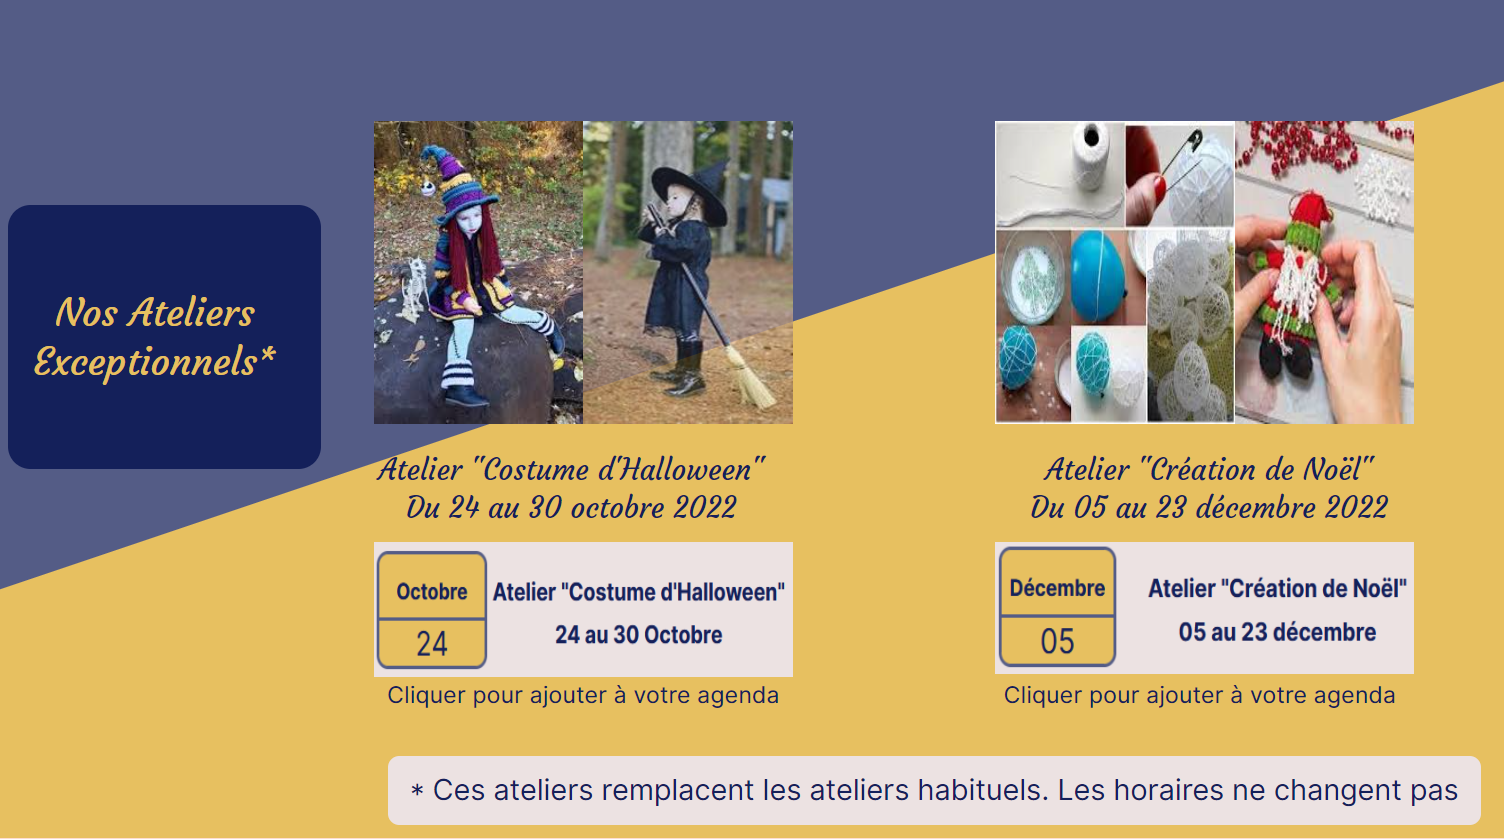 Nos Ateliers
Exceptionnels*
Atelier "Costume d'Halloween"
Du 24 au 30 octobre 2022
Octobre
24
Atelier "Costume d'Halloween"
24 au 30 Octobre
Cliquer pour ajouter à votre agenda
Atelier "Création de Noël"
Du 05 au 23 décembre 2022
Décembre
05
Atelier "Création de Noël"
05 au 23 décembre
Cliquer pour ajouter à votre agenda
* Ces ateliers remplacent les ateliers habituels. Les horaires ne changent pas